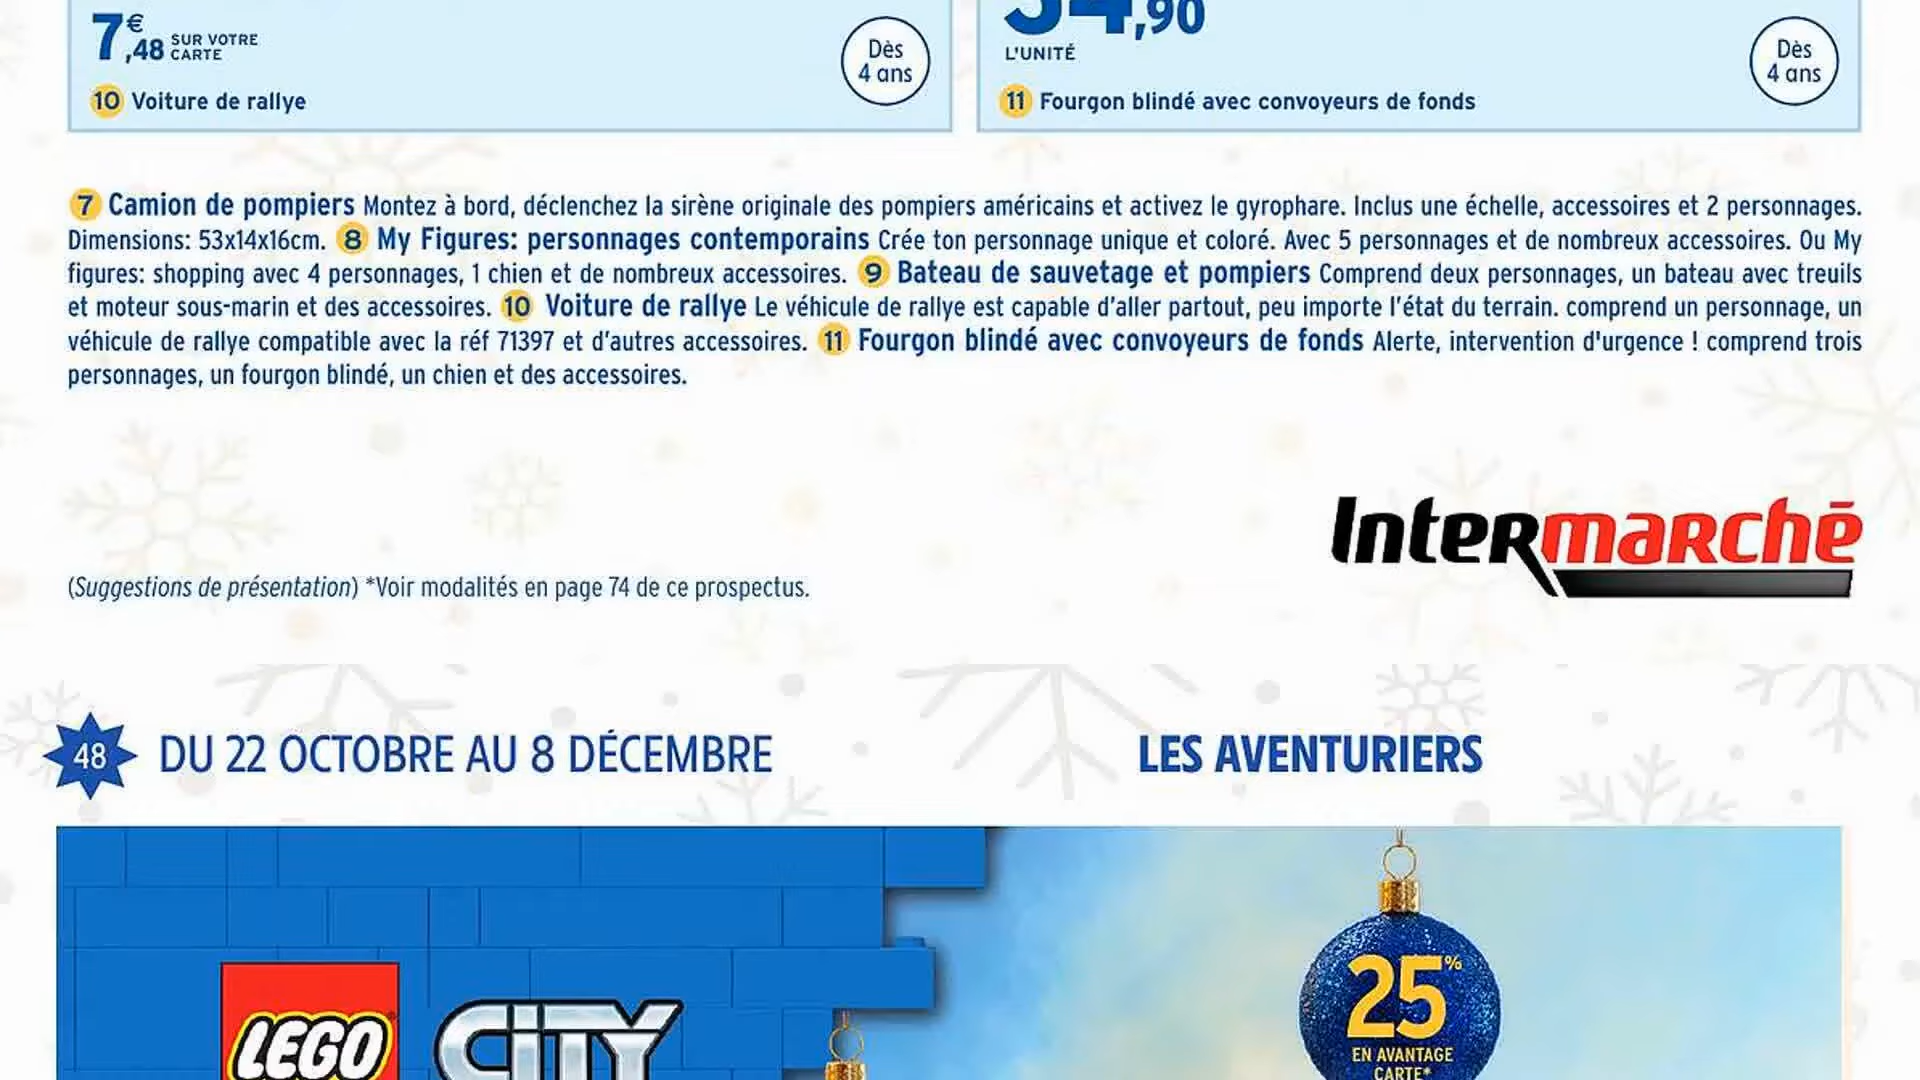 7€,48 SUR VOTRE CARTE
Dès 4 ans
10 Voiture de rallye
,90
L'UNITÉ
Dès 4 ans
11 Fourgon blindé avec convoyeurs de fonds
7 Camion de pompiers Montez à bord, déclenchez la sirène originale des pompiers américains et activez le gyrophare. Inclus une échelle, accessoires et 2 personnages.
Dimensions: 53x14x16cm. 8 My Figures: personnages contemporains Crée ton personnage unique et coloré. Avec 5 personnages et de nombreux accessoires. Ou My
figures: shopping avec 4 personnages, 1 chien et de nombreux accessoires. 9 Bateau de sauvetage et pompiers Comprend deux personnages, un bateau avec treuils
et moteur sous-marin et des accessoires. 10 Voiture de rallye Le véhicule de rallye est capable d'aller partout, peu importe l'état du terrain. comprend un personnage, un
véhicule de rallye compatible avec la réf 71397 et d'autres accessoires. 11 Fourgon blindé avec convoyeurs de fonds Alerte, intervention d'urgence ! comprend trois
personnages, un fourgon blindé, un chien et des accessoires.
Intermarché
(Suggestions de présentation) *Voir modalités en page 74 de ce prospectus.
48 DU 22 OCTOBRE AU 8 DÉCEMBRE
LES AVENTURIERS
LEGO CITY
25%
EN AVANTAGE
CARTE*